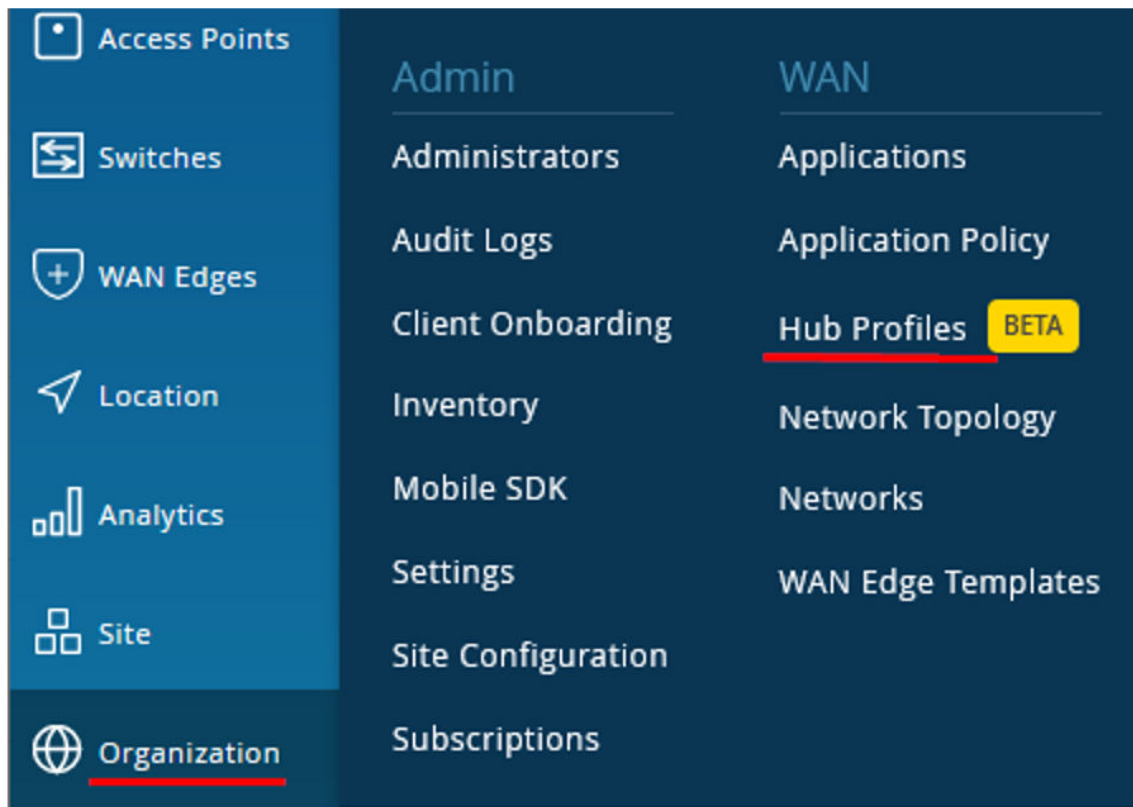 Access Points
Switches
WAN Edges
Location
Analytics
Site
Organization
Admin
Administrators
Audit Logs
Client Onboarding
Inventory
Mobile SDK
Settings
Site Configuration
Subscriptions
WAN
Applications
Application Policy
Hub Profiles BETA
Network Topology
Networks
WAN Edge Templates